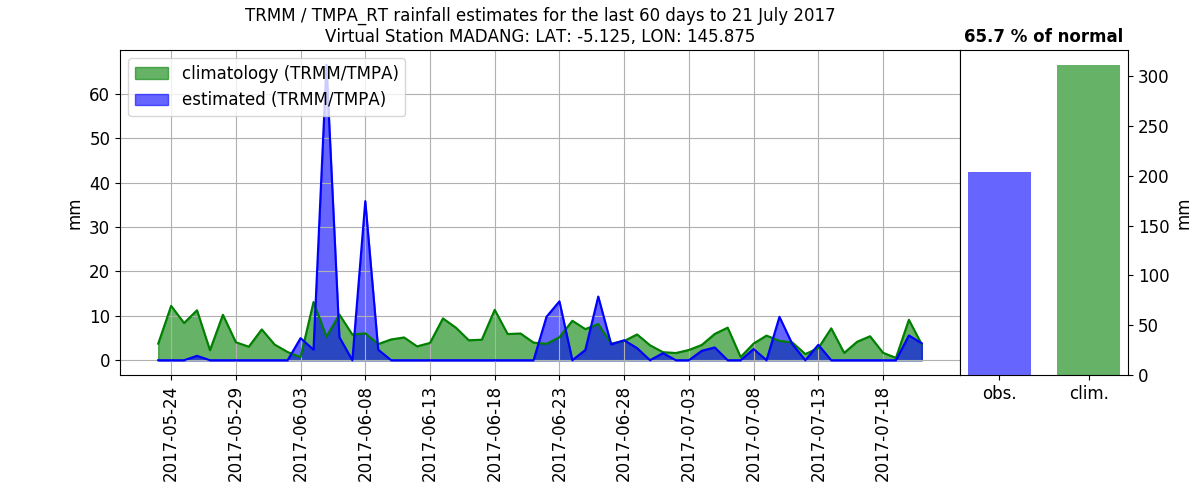 TRMM / TMPA_RT rainfall estimates for the last 60 days to 21 July 2017
Virtual Station MADANG: LAT: -5.125, LON: 145.875
65.7 % of normal
climatology (TRMM/TMPA)
estimated (TRMM/TMPA)
mm
60
50
40
30
20
10
0
2017-05-24
2017-05-29
2017-06-03
2017-06-08
2017-06-13
2017-06-18
2017-06-23
2017-06-28
2017-07-03
2017-07-08
2017-07-13
2017-07-18
300
250
200
150
100
50
0
mm
obs.
clim.